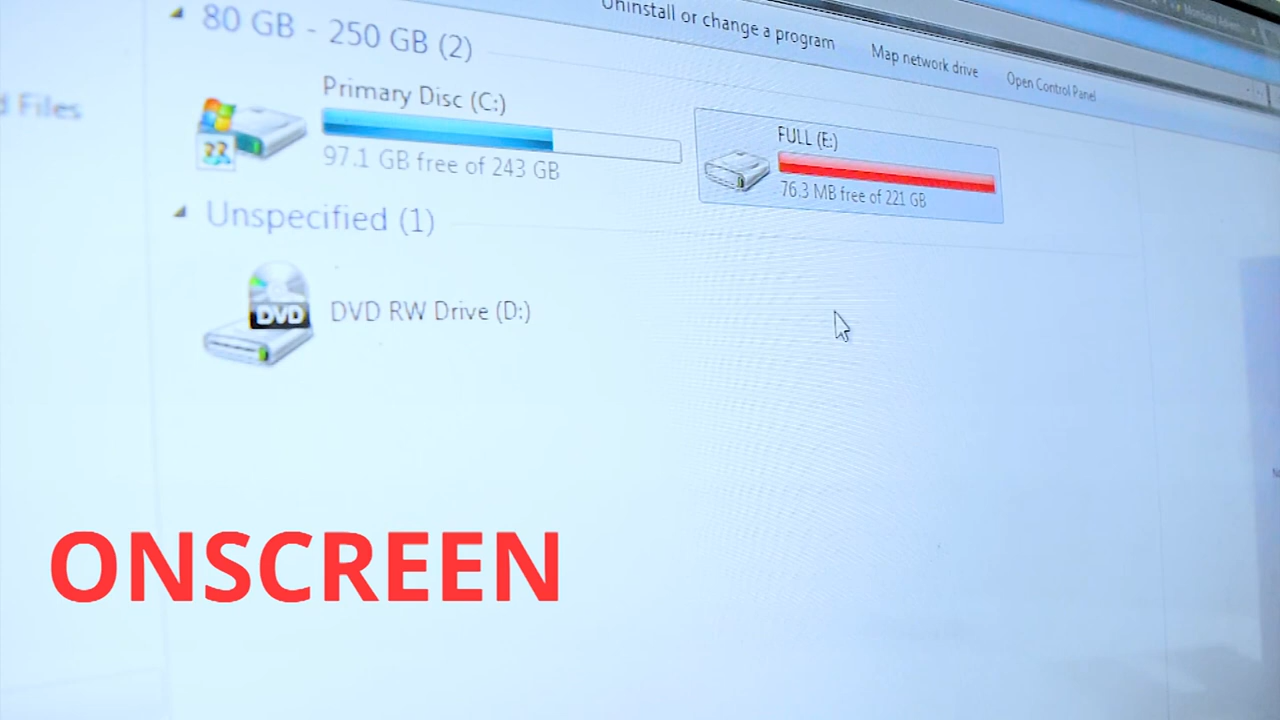 80 GB - 250 GB (2)
Uninstall or change a program
Map network drive
Open Control Panel
d Files
Primary Disc (C:)
97.1 GB free of 243 GB
FULL (E:)
76.3 MB free of 221 GB
Unspecified (1)
DVD
DVD RW Drive (D:)
ONSCREEN